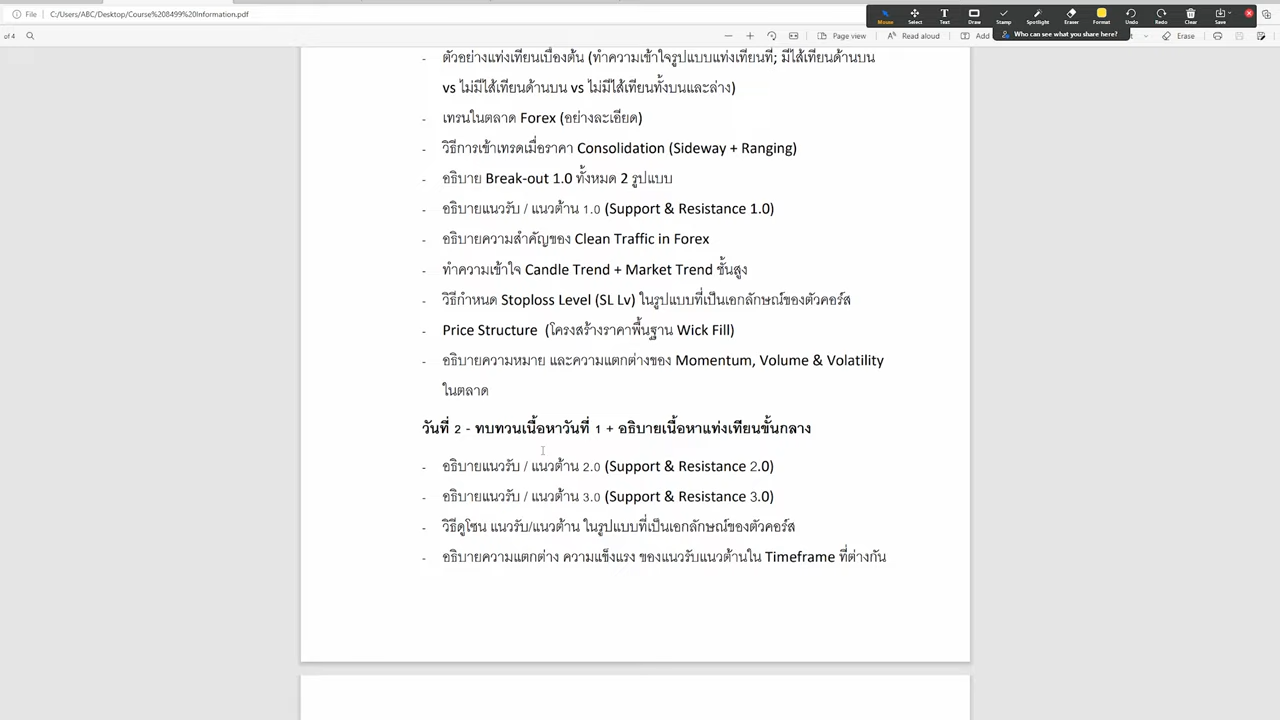 File
C:/Users/ABC/Desktop/Course%208499%20Information.pdf
Mouse Select Text Draw Stamp Spotlight Eraser Format Undo Redo Clear Save
Who can see what you share here?
of 4
Page view
Read aloud
Add
Erase
- ตัวอย่างแท่งเทียนเบื้องต้น (ทำความเข้าใจรูปแบบแท่งเทียนที่; มีไส้เทียนด้านบน
vs ไม่มีไส้เทียนด้านบน vs ไม่มีไส้เทียนทั้งบนและล่าง)
- เทรนในตลาด Forex (อย่างละเอียด)
- วิธีการเข้าเทรดเมื่อราคา Consolidation (Sideway + Ranging)
- อธิบาย Break-out 1.0 ทั้งหมด 2 รูปแบบ
- อธิบายแนวรับ / แนวต้าน 1.0 (Support & Resistance 1.0)
- อธิบายความสำคัญของ Clean Traffic in Forex
- ทำความเข้าใจ Candle Trend + Market Trend ชั้นสูง
- วิธีกำหนด Stoploss Level (SL Lv) ในรูปแบบที่เป็นเอกลักษณ์ของตัวคอร์ส
- Price Structure (โครงสร้างราคาพื้นฐาน Wick Fill)
- อธิบายความหมาย และความแตกต่างของ Momentum, Volume & Volatility
ในตลาด
วันที่ 2 - ทบทวนเนื้อหาวันที่ 1 + อธิบายเนื้อหาแท่งเทียนขั้นกลาง
- อธิบายแนวรับ / แนวต้าน 2.0 (Support & Resistance 2.0)
- อธิบายแนวรับ / แนวต้าน 3.0 (Support & Resistance 3.0)
- วิธีดูโซน แนวรับ/แนวต้าน ในรูปแบบที่เป็นเอกลักษณ์ของตัวคอร์ส
- อธิบายความแตกต่าง ความแข็งแรง ของแนวรับแนวต้านใน Timeframe ที่ต่างกัน